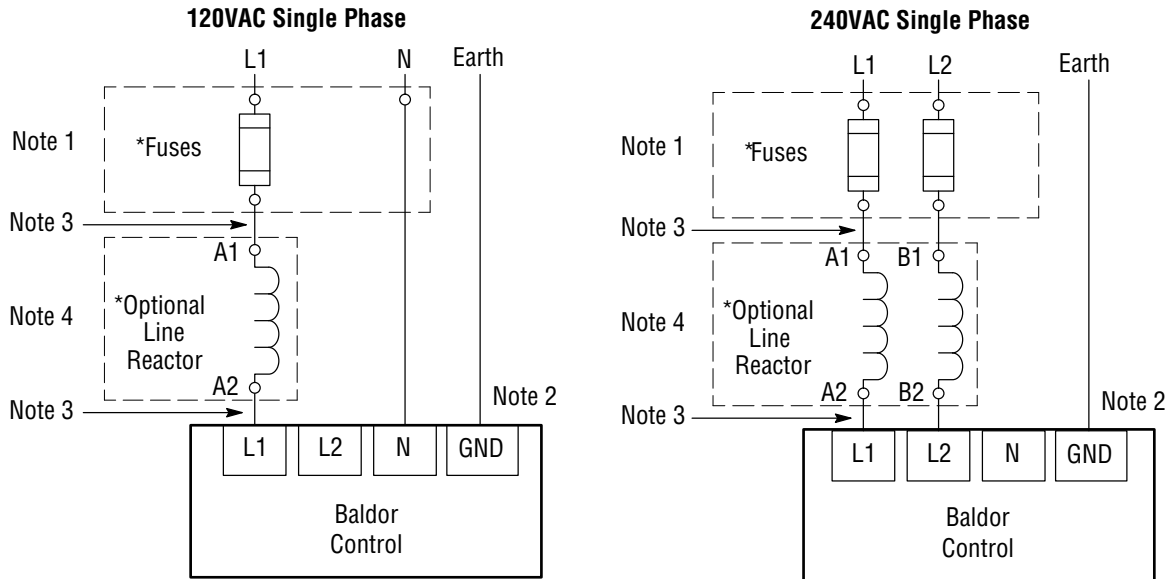 120VAC Single Phase
L1
N
Earth
Note 1
*Fuses
Note 3
A1
Note 4
*Optional
Line
Reactor
A2
Note 3
Note 2
L1
L2
N
GND
Baldor
Control
240VAC Single Phase
L1
L2
Earth
Note 1
*Fuses
Note 3
A1
B1
Note 4
*Optional
Line
Reactor
A2
B2
Note 3
Note 2
L1
L2
N
GND
Baldor
Control